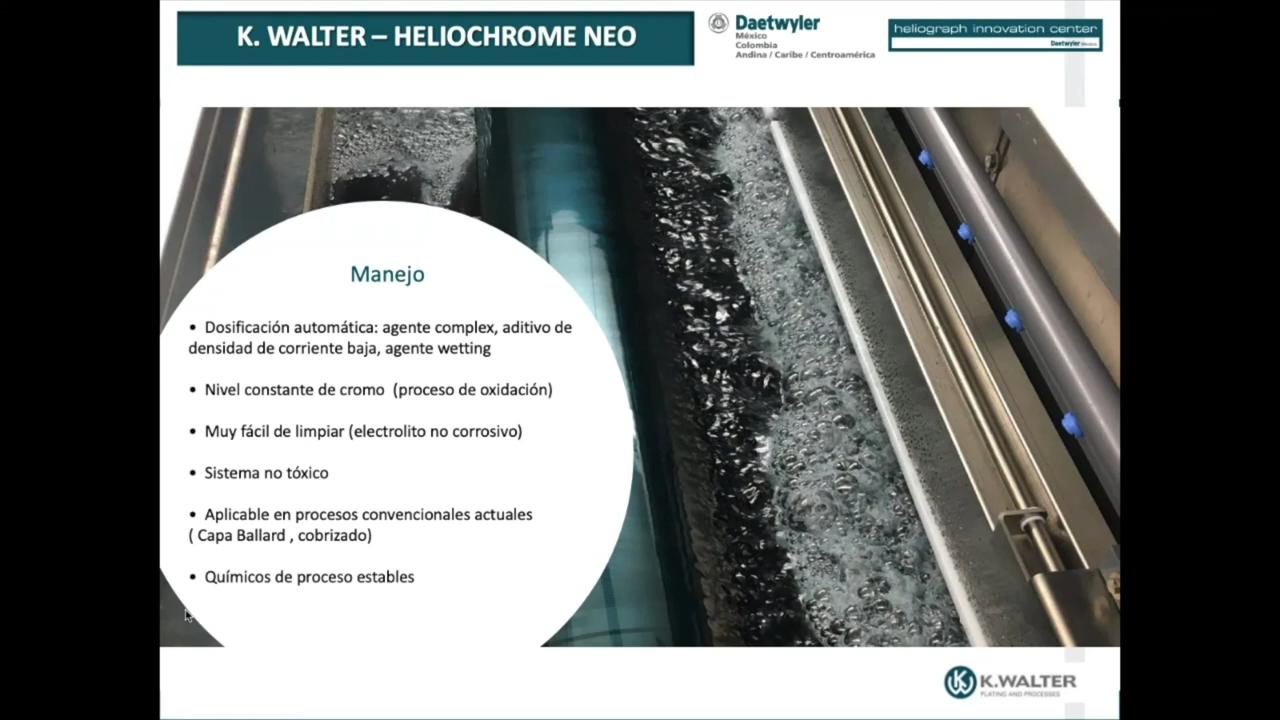 K. WALTER – HELIOCHROME NEO
Daetwyler
México
Colombia
Andina / Caribe / Centroamérica
heliograph innovation center
Daetwyler
Manejo
• Dosificación automática: agente complex, aditivo de
densidad de corriente baja, agente wetting
• Nivel constante de cromo (proceso de oxidación)
• Muy fácil de limpiar (electrolito no corrosivo)
• Sistema no tóxico
• Aplicable en procesos convencionales actuales
( Capa Ballard , cobrizado)
• Químicos de proceso estables
K.WALTER
PLATING AND PROCESSES